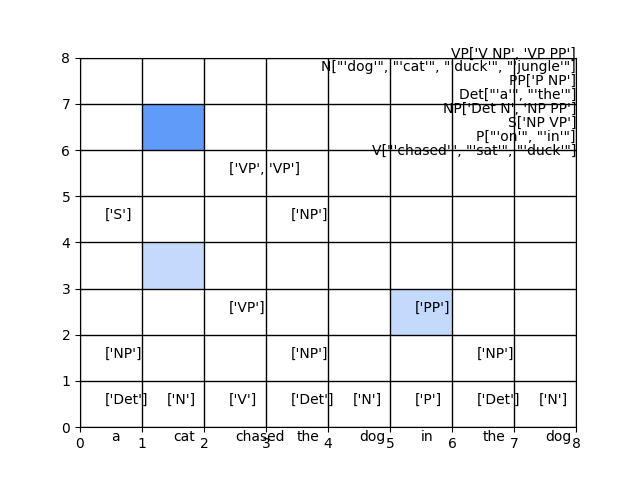 VP['V NP', 'VP PP']
8
N["'dog'", "'cat'", "'duck'", "'jungle'"]
PP['P NP']
Det["'a'", "'the'"]
7
NP['Det N', 'NP PP']
S['NP VP']
P["'on'", "'in'"]
6
V["'chased'", "'sat'", "'duck'"]
['VP', 'VP']
5
['S'] ['NP']
4
3
['VP'] ['PP']
2
['NP'] ['NP'] ['NP']
1
['Det'] ['N'] ['V'] ['Det'] ['N'] ['P'] ['Det'] ['N']
0
a cat chased the dog in the dog
0 1 2 3 4 5 6 7 8